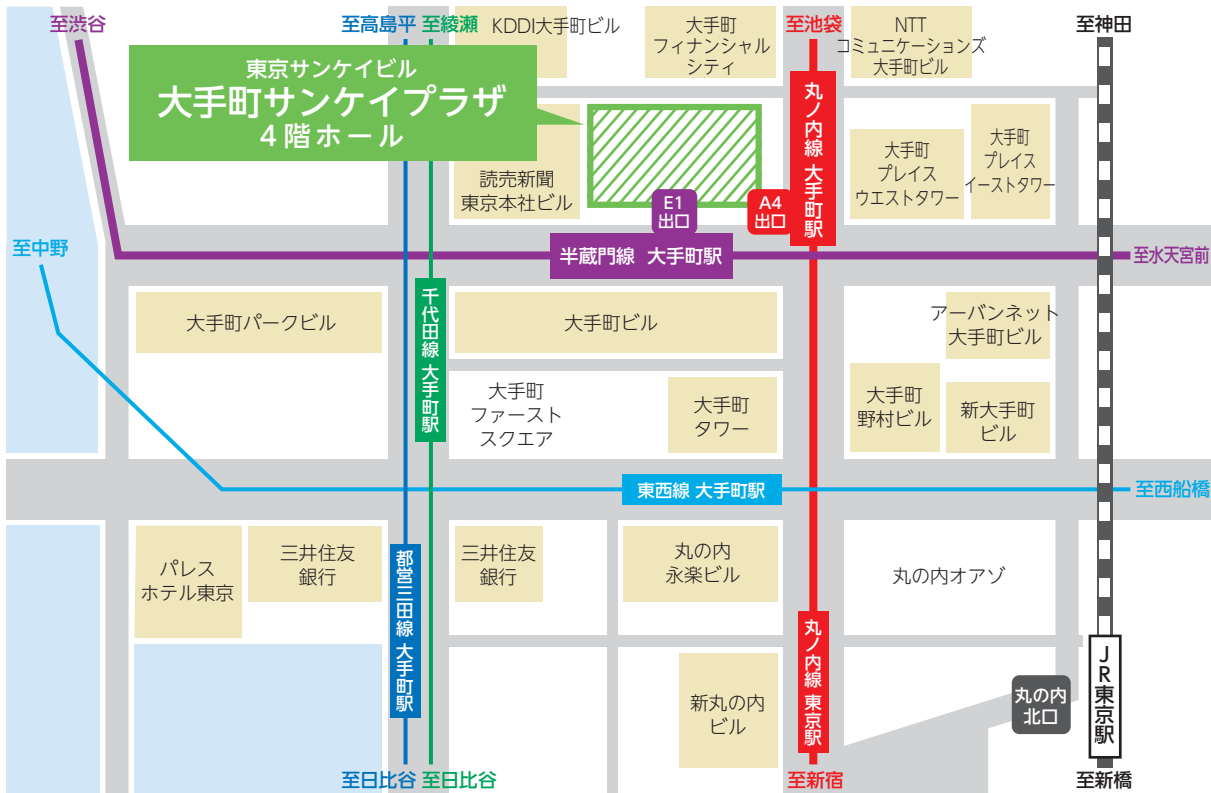 至渋谷
至高島平
至綾瀬
KDDI大手町ビル
大手町
フィナンシャル
シティ
至池袋
NTT
コミュニケーションズ
大手町ビル
至神田
東京サンケイビル
大手町サンケイプラザ
4階ホール
丸ノ内線 大手町駅
読売新聞
東京本社ビル
E1
出口
A4
出口
大手町
プレイス
ウエストタワー
大手町
プレイス
イーストタワー
至中野
半蔵門線 大手町駅
至水天宮前
大手町パークビル
千代田線 大手町駅
大手町ビル
アーバンネット
大手町ビル
大手町
ファースト
スクエア
大手町
タワー
大手町
野村ビル
新大手町
ビル
東西線 大手町駅
至西船橋
パレス
ホテル東京
三井住友
銀行
都営三田線 大手町駅
三井住友
銀行
丸の内
永楽ビル
丸の内オアゾ
丸ノ内線 東京駅
新丸の内
ビル
丸の内
北口
JR東京駅
至日比谷
至日比谷
至新宿
至新橋